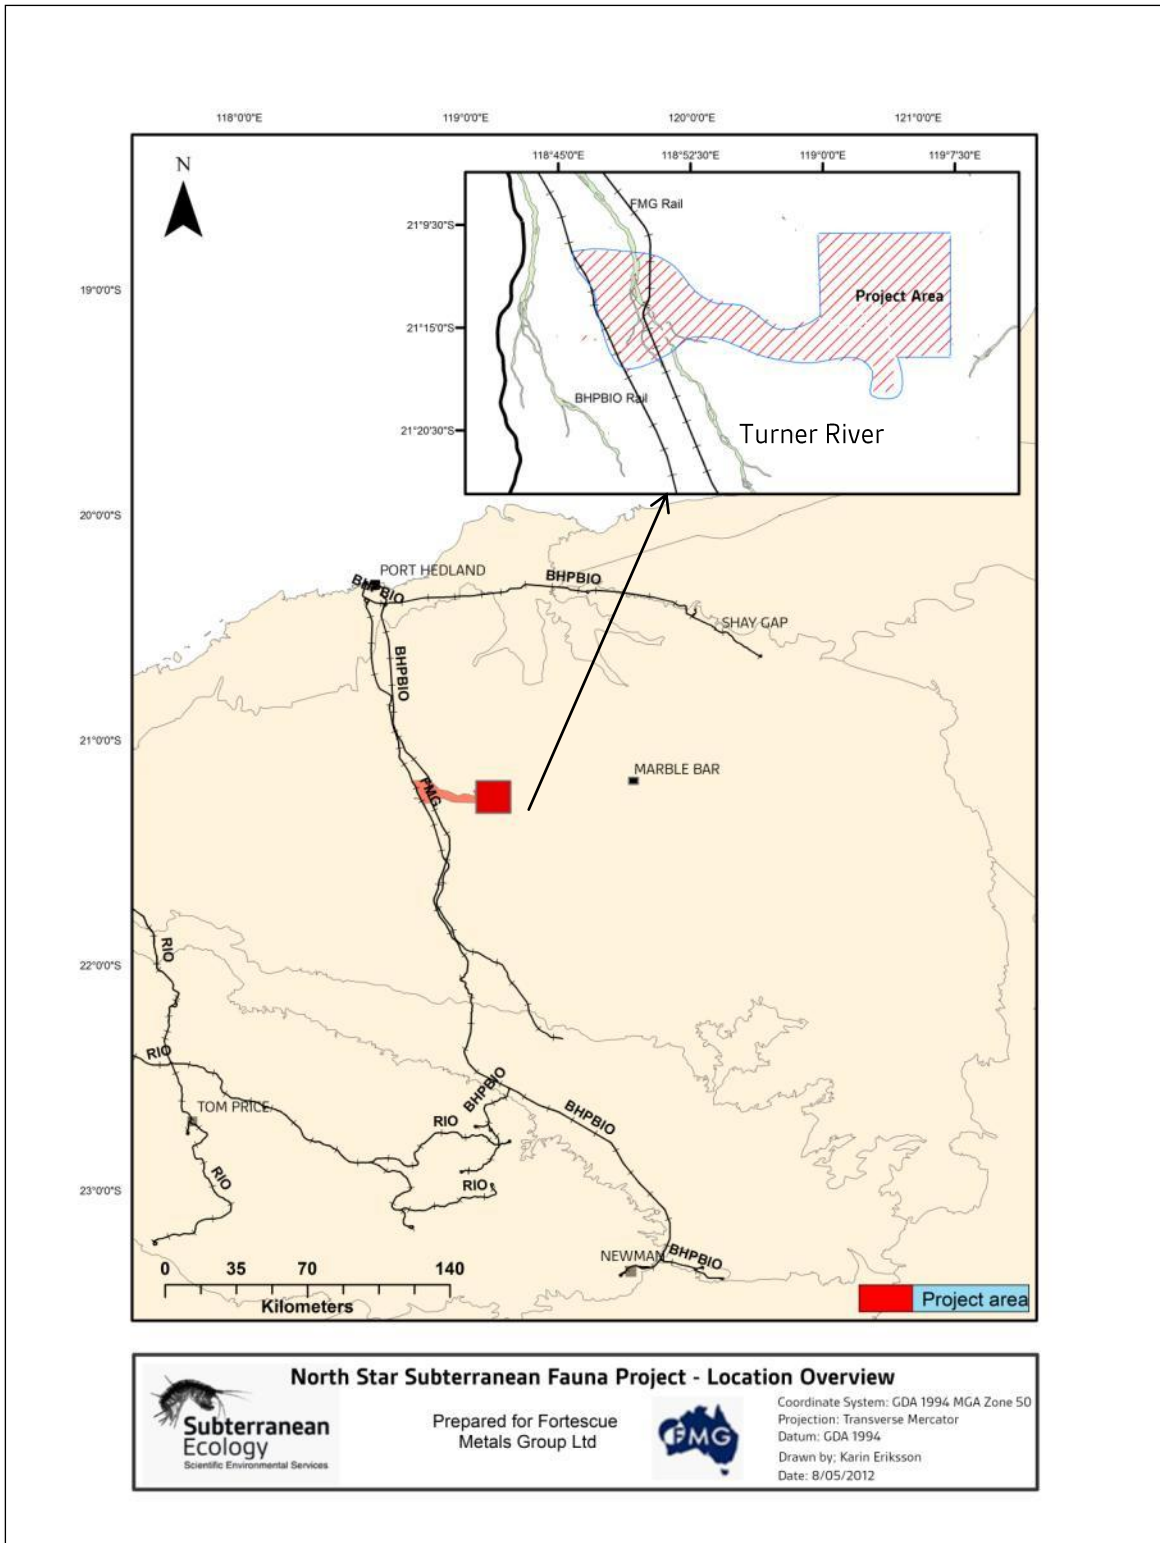 118°0'0"E 119°0'0"E 120°0'0"E 121°0'0"E
N
118°45'0"E 118°52'30"E 119°0'0"E 119°7'30"E
FMG Rail
21°9'30"S
19°0'0"S
Project Area
21°15'0"S
BHPBIO Rail
21°20'30"S
Turner River
20°0'0"S
PORT HEDLAND
BHPBIO
BHPBIO
SHAY GAP
BHPBIO
21°0'0"S
MARBLE BAR
FMG
RIO
22°0'0"S
RIO
BHPBIO
TOM PRICE
BHPBIO
RIO
RIO
RIO
23°0'0"S
NEWMAN
BHPBIO
0 35 70 140
Kilometers
Project area
North Star Subterranean Fauna Project - Location Overview
Subterranean
Ecology
Scientific Environmental Services
Prepared for Fortescue
Metals Group Ltd
FMG
Coordinate System: GDA 1994 MGA Zone 50
Projection: Transverse Mercator
Datum: GDA 1994
Drawn by; Karin Eriksson
Date: 8/05/2012